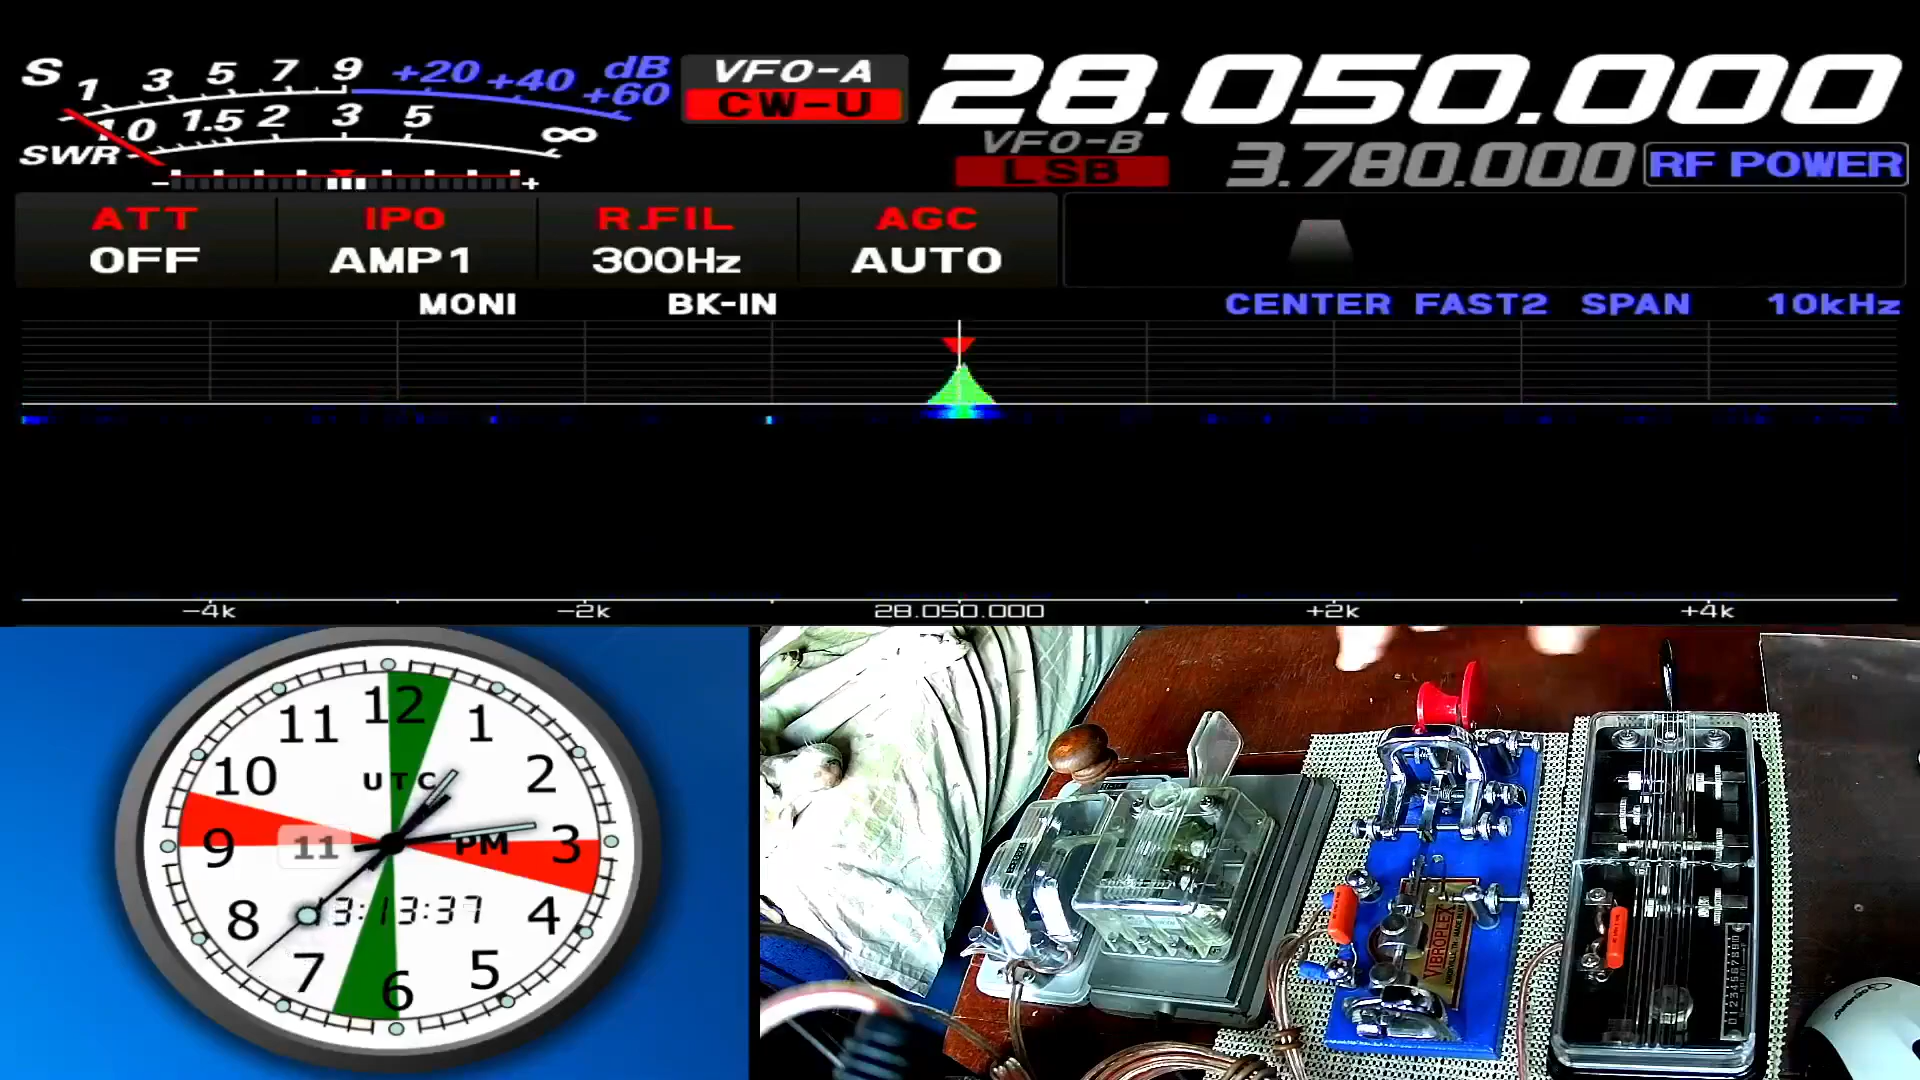 S 1 3 5 7 9 +20 +40 +60 dB
1.0 1.5 2 3 5 ∞
SWR
− +
VFO-A
CW-U
28.050.000
VFO-B
LSB
3.780.000
RF POWER
ATT IPO R.FIL AGC
OFF AMP1 300Hz AUTO
MONI BK-IN CENTER FAST2 SPAN 10kHz
-4k -2k 28.050.000 +2k +4k
12
11 1
10 2
UTC
9 11 PM 3
13:13:37
8 4
7 5
6
VIBROPLEX